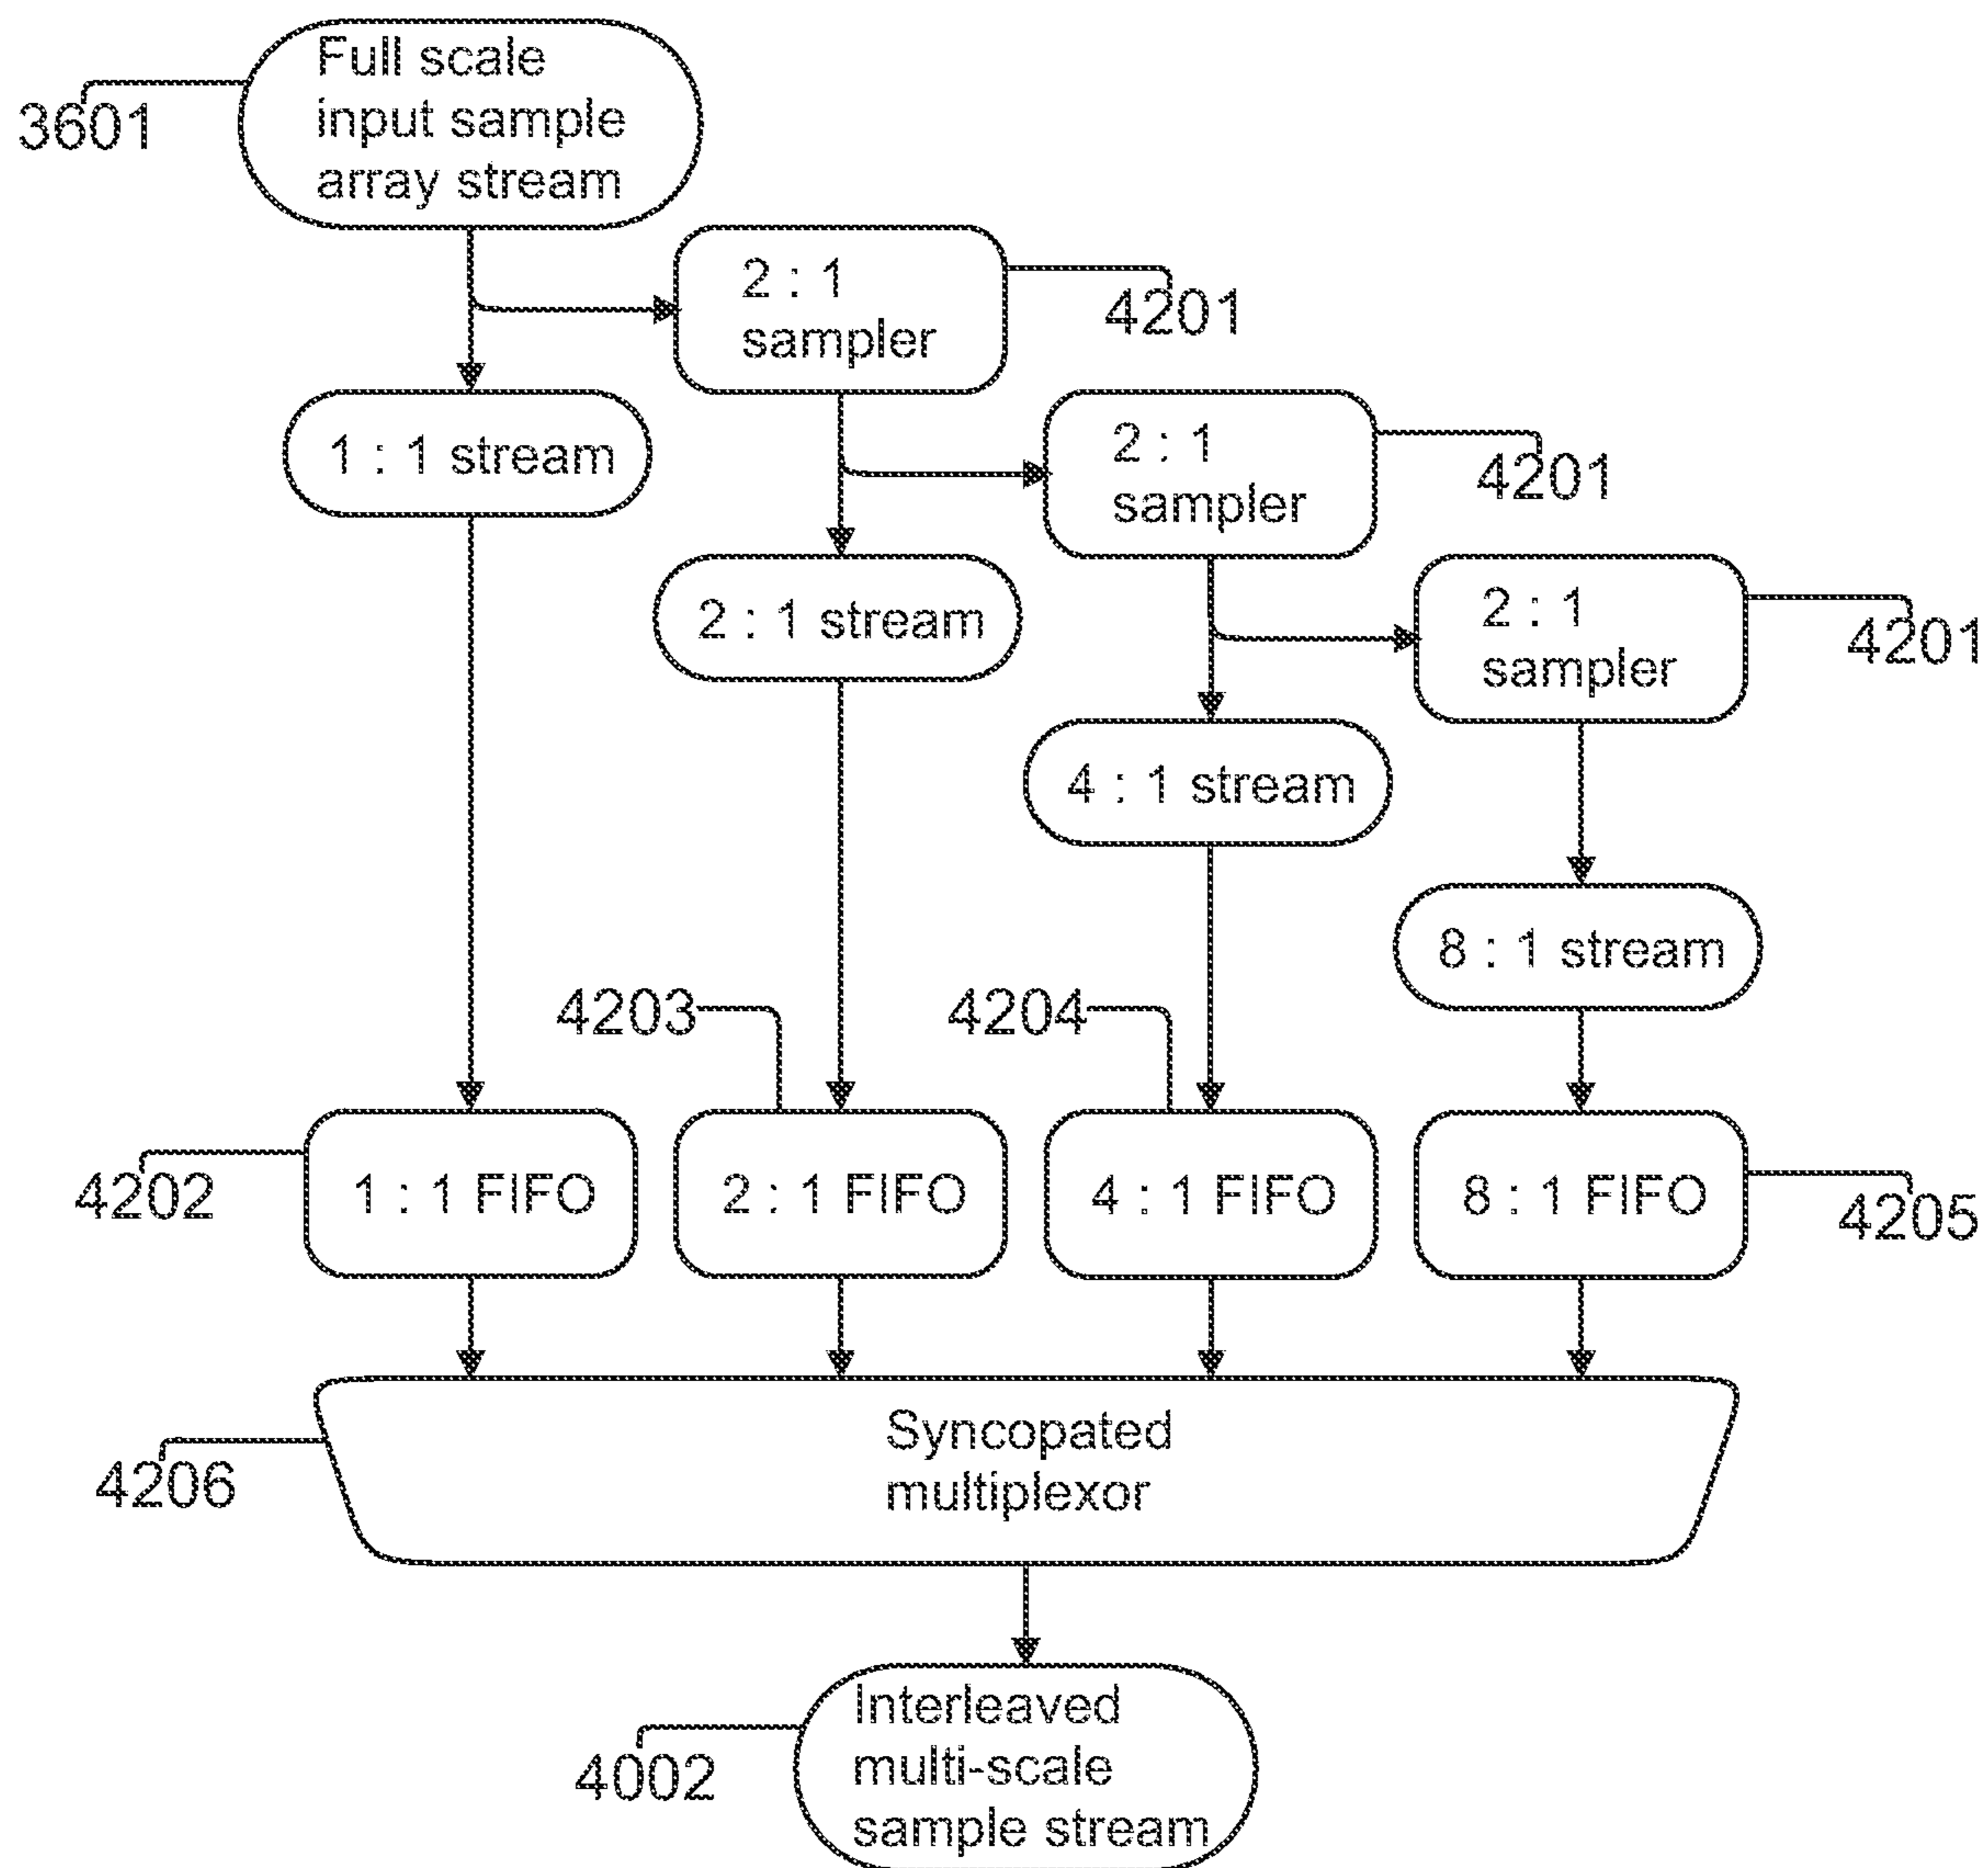 Full scale
input sample
array stream
3601
2 : 1
sampler
4201
1 : 1 stream
2 : 1
sampler
4201
2 : 1 stream
2 : 1
sampler
4201
4 : 1 stream
8 : 1 stream
4203
4204
4202
1 : 1 FIFO
2 : 1 FIFO
4 : 1 FIFO
8 : 1 FIFO
4205
Syncopated
multiplexor
4206
Interleaved
multi-scale
sample stream
4002